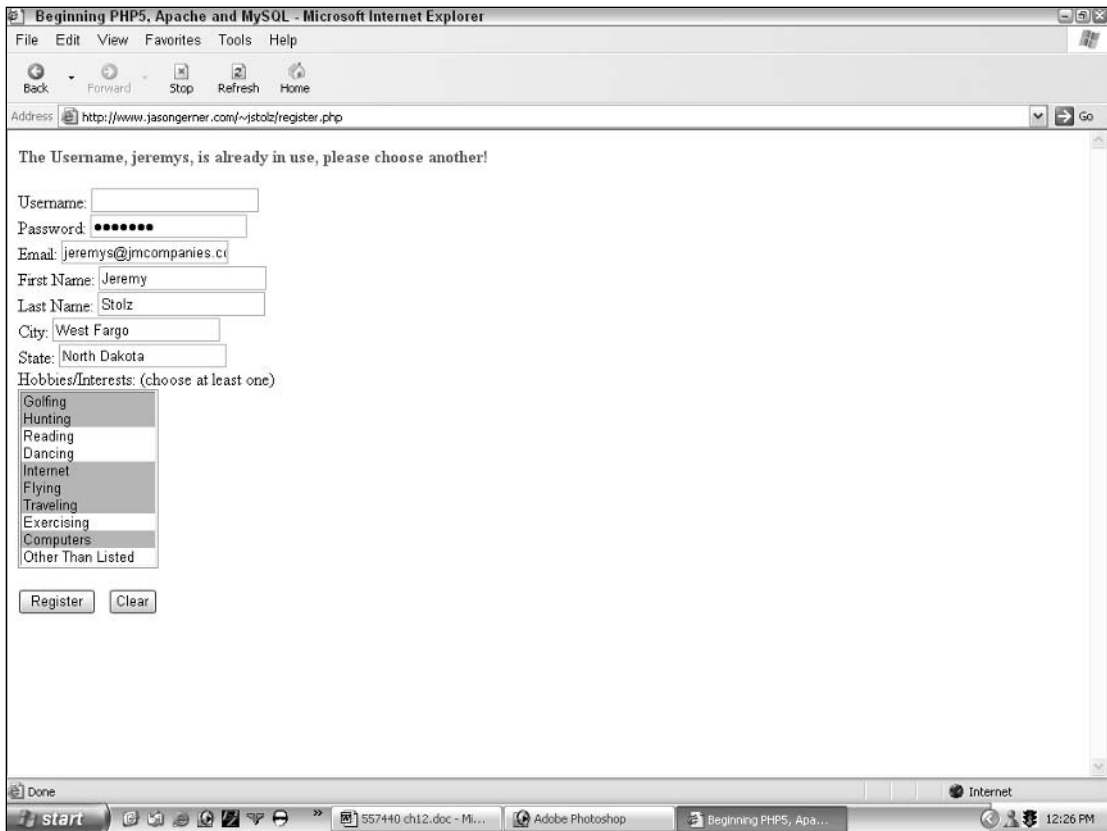 Beginning PHP5, Apache and MySQL - Microsoft Internet Explorer
File Edit View Favorites Tools Help
Back Forward Stop Refresh Home
Address http://www.jasongerner.com/~jstolz/register.php Go
The Username, jeremys, is already in use, please choose another!
Username:
Password: •••••••
Email: jeremys@jmcompanies.c
First Name: Jeremy
Last Name: Stolz
City: West Fargo
State: North Dakota
Hobbies/Interests: (choose at least one)
Golfing
Hunting
Reading
Dancing
Internet
Flying
Traveling
Exercising
Computers
Other Than Listed
Register Clear
Done Internet
start » 557440 ch12.doc - Mi... Adobe Photoshop Beginning PHP5, Apa... 12:26 PM